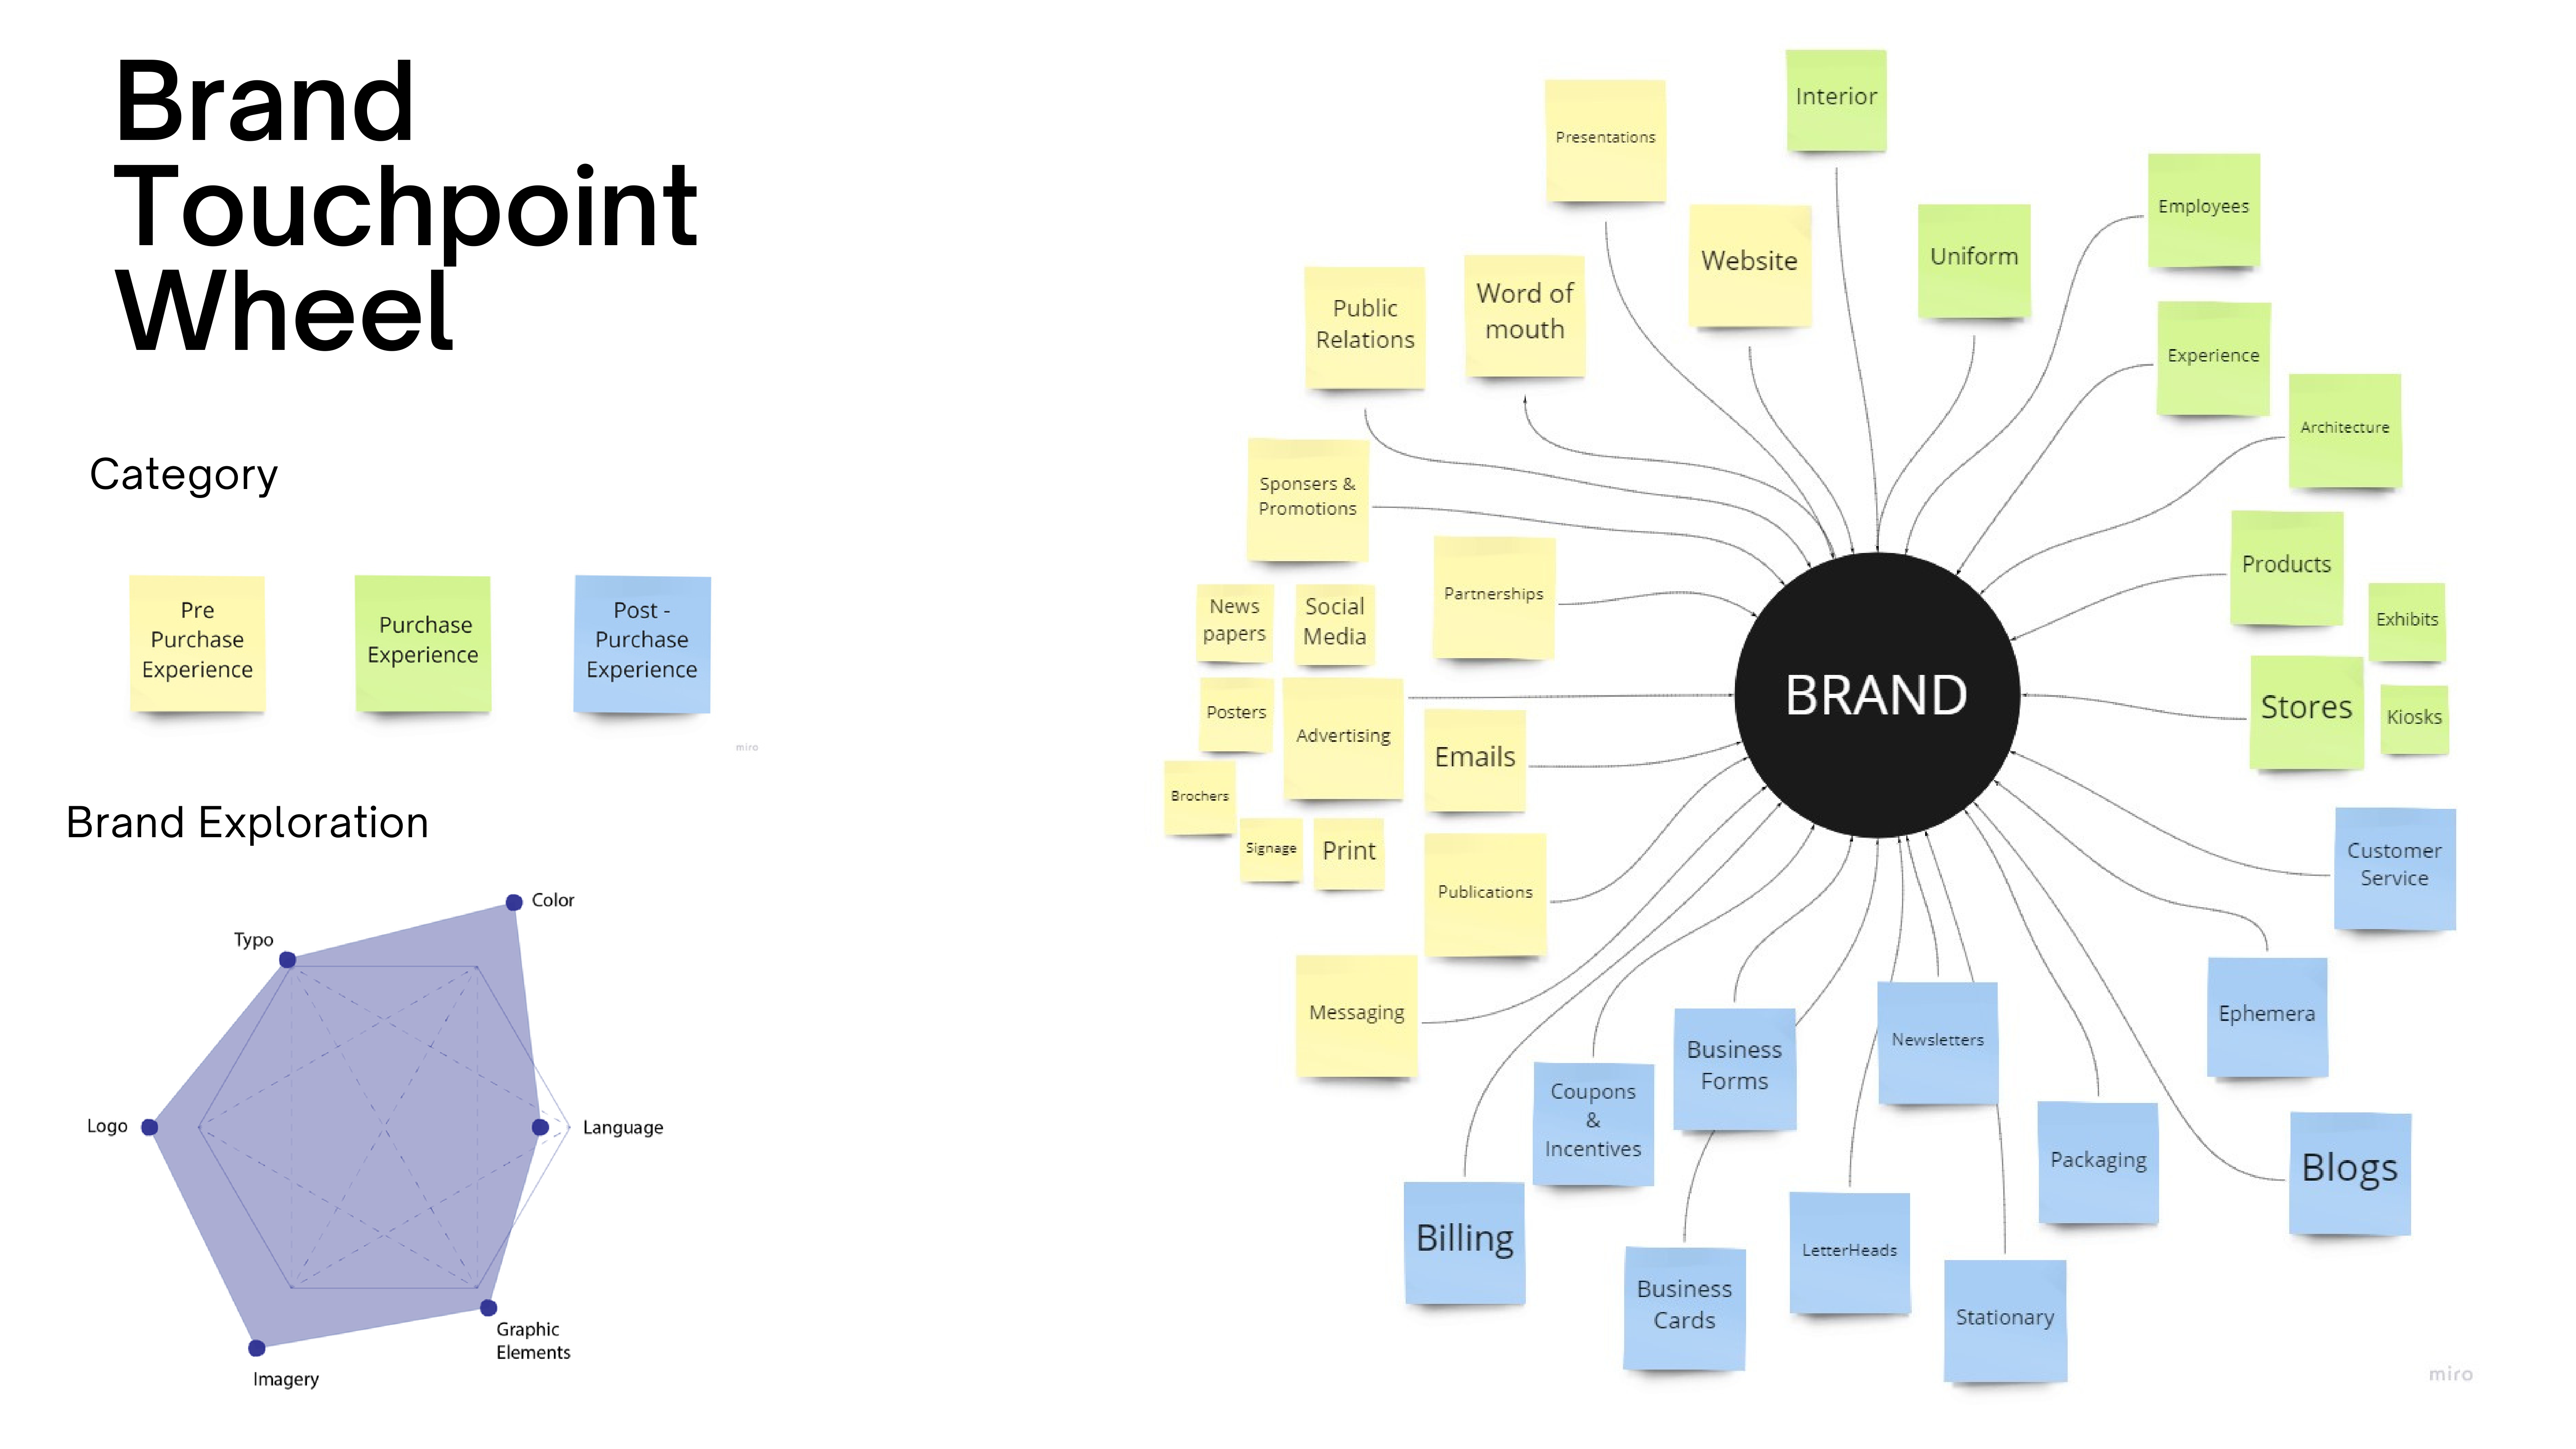 Brand
Touchpoint
Wheel
Category
Pre
Purchase
Experience
Purchase
Experience
Post -
Purchase
Experience
miro
Brand Exploration
Color
Typo
Logo
Language
Graphic
Elements
Imagery
Interior
Presentations
Employees
Website
Uniform
Word of
mouth
Public
Relations
Experience
Architecture
Sponsers &
Promotions
Partnerships
Products
News
papers
Social
Media
Exhibits
Posters
Advertising
Emails
BRAND
Stores
Kiosks
Brochers
Signage
Print
Publications
Customer
Service
Messaging
Ephemera
Newsletters
Business
Forms
Coupons
&
Incentives
Packaging
Blogs
Billing
LetterHeads
Business
Cards
Stationary
miro